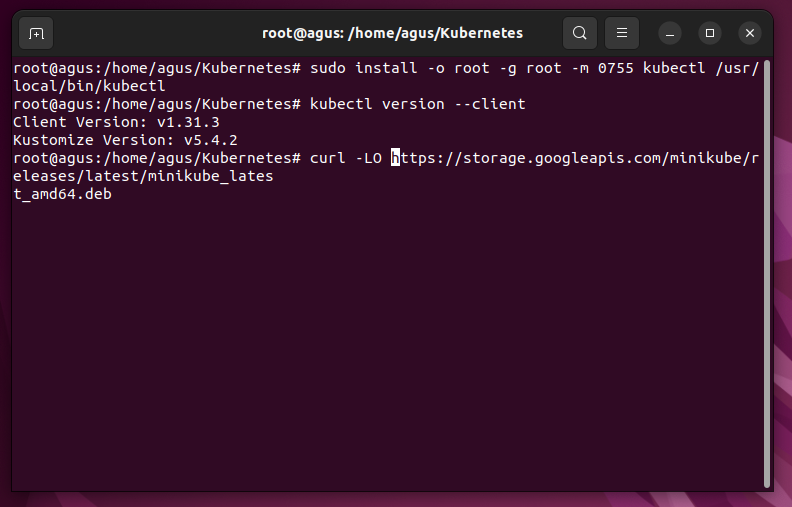 root@agus: /home/agus/Kubernetes
root@agus:/home/agus/Kubernetes# sudo install -o root -g root -m 0755 kubectl /usr/
local/bin/kubectl
root@agus:/home/agus/Kubernetes# kubectl version --client
Client Version: v1.31.3
Kustomize Version: v5.4.2
root@agus:/home/agus/Kubernetes# curl -LO https://storage.googleapis.com/minikube/r
eleases/latest/minikube_lates
t_amd64.deb